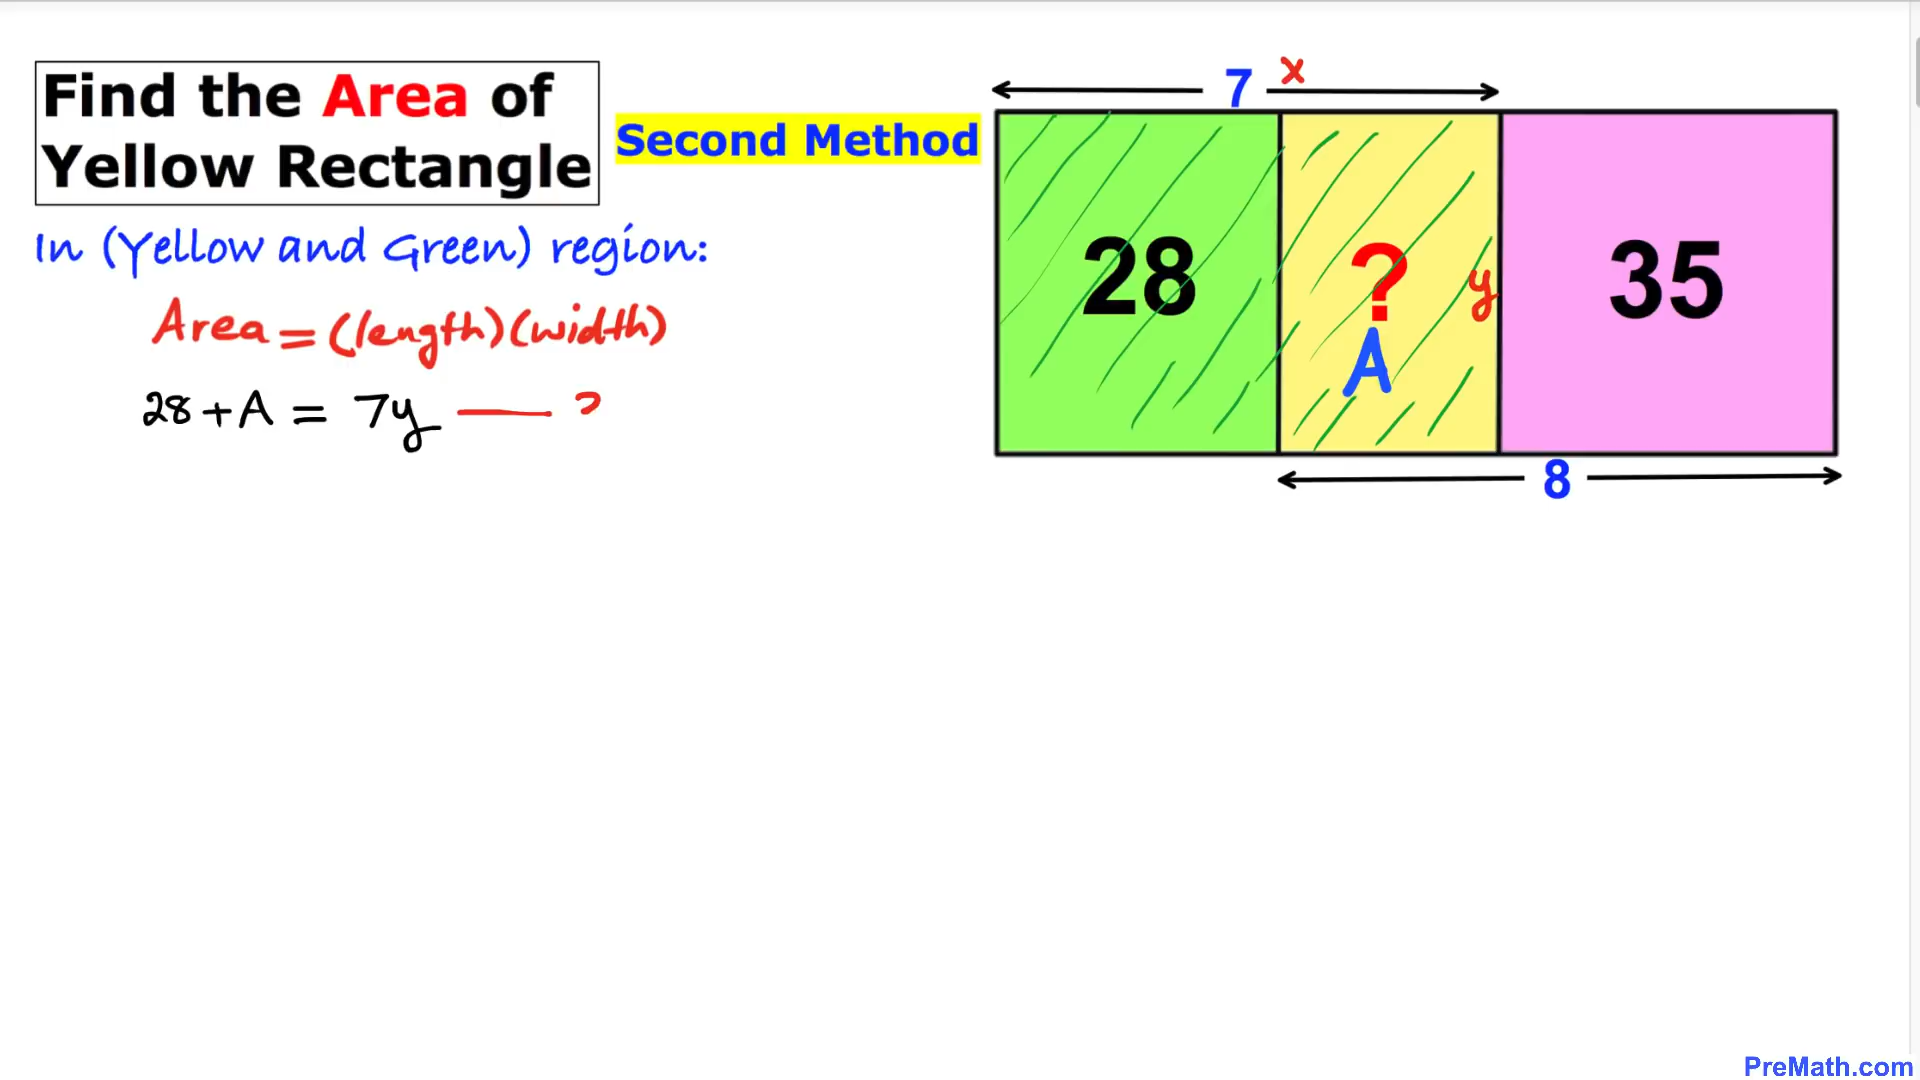 Find the Area of
Yellow Rectangle
Second Method
In (Yellow and Green) region:
Area = (length)(width)
28 + A = 7y
7 x
28
?
A
y
35
8
PreMath.com